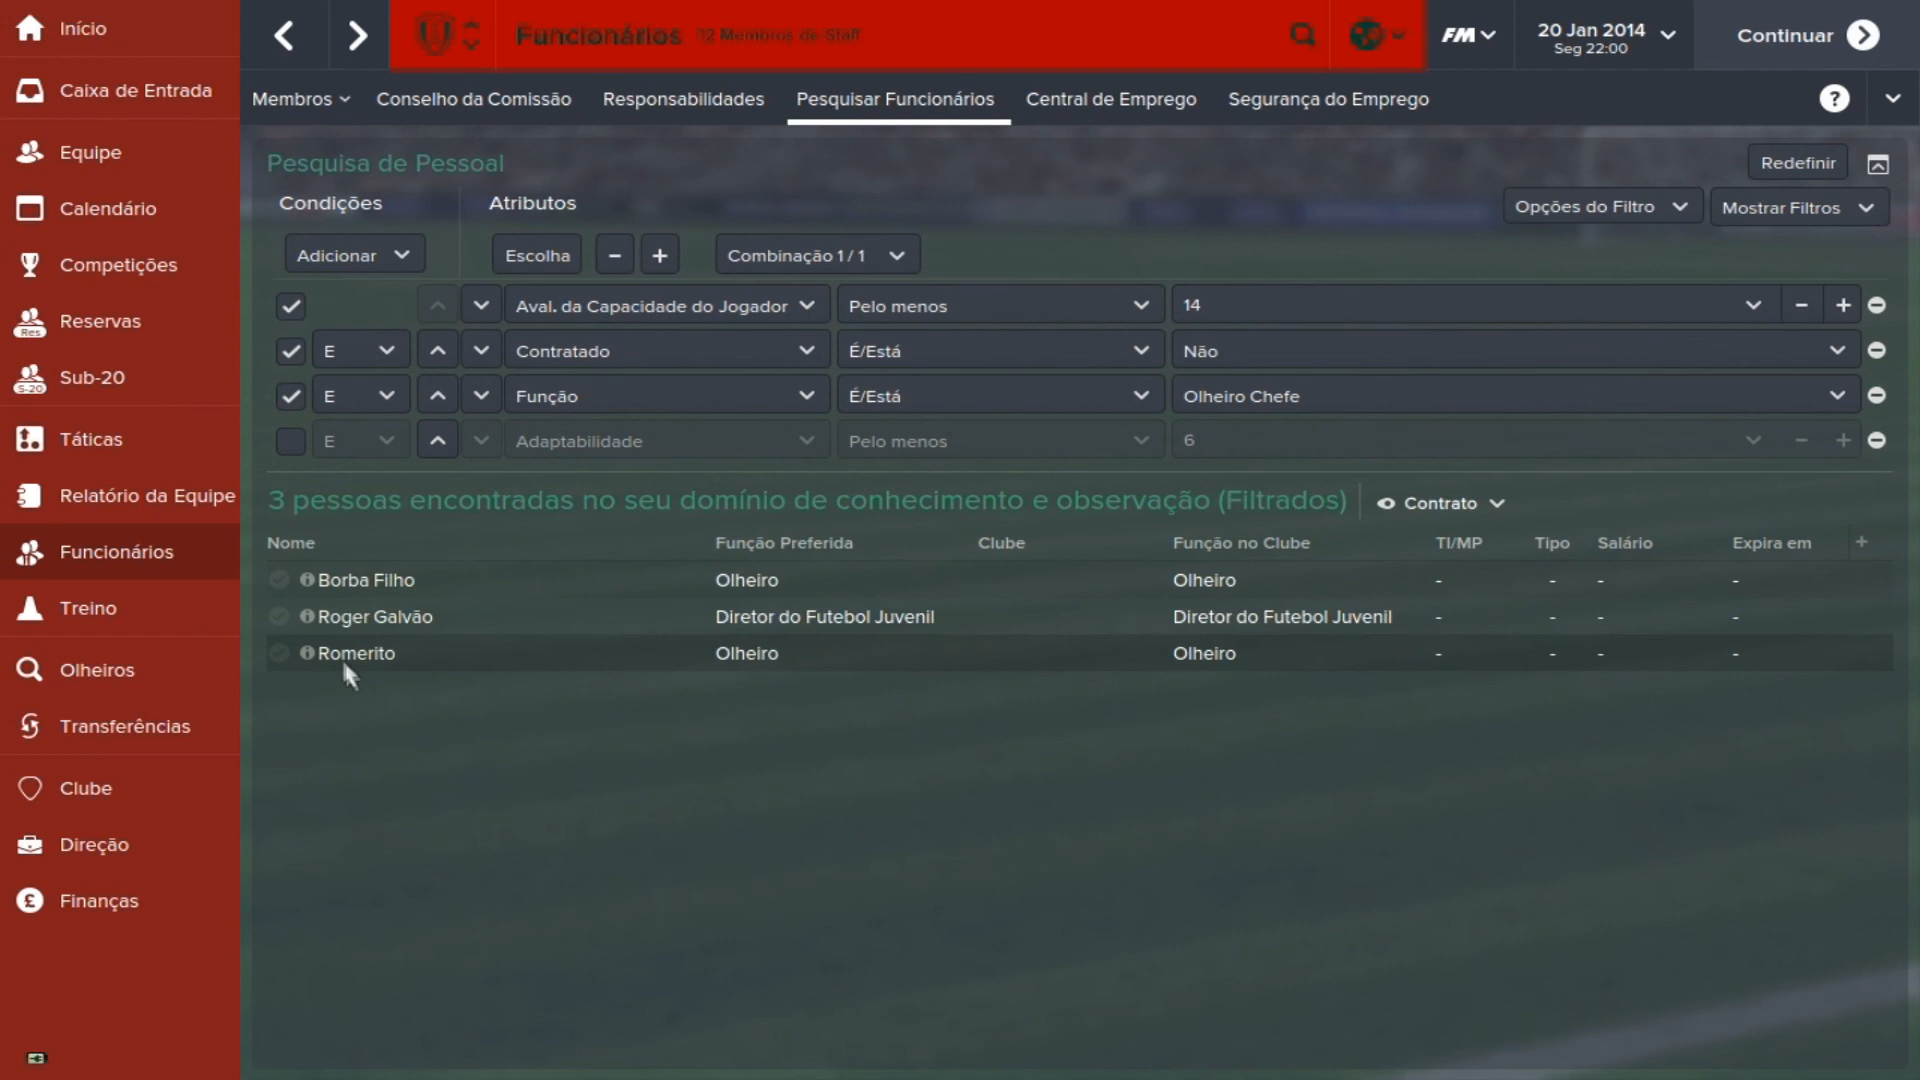 Início
Caixa de Entrada
Equipe
Calendário
Competições
Reservas
Res
Sub-20
S-20
Táticas
Relatório da Equipe
Funcionários
Treino
Olheiros
Transferências
Clube
Direção
Finanças
Funcionários 12 Membros de Staff
FM
20 Jan 2014
Seg 22:00
Continuar
Membros Conselho da Comissão Responsabilidades Pesquisar Funcionários Central de Emprego Segurança do Emprego ?
Pesquisa de Pessoal Redefinir
Condições Atributos Opções do Filtro Mostrar Filtros
Adicionar Escolha - + Combinação 1 / 1
Aval. da Capacidade do Jogador Pelo menos 14 - +
E Contratado É/Está Não
E Função É/Está Olheiro Chefe
E Adaptabilidade Pelo menos 6 - +
3 pessoas encontradas no seu domínio de conhecimento e observação (Filtrados) Contrato
Nome Função Preferida Clube Função no Clube TI/MP Tipo Salário Expira em +
Borba Filho Olheiro Olheiro - - - -
Roger Galvão Diretor do Futebol Juvenil Diretor do Futebol Juvenil - - - -
Romerito Olheiro Olheiro - - - -